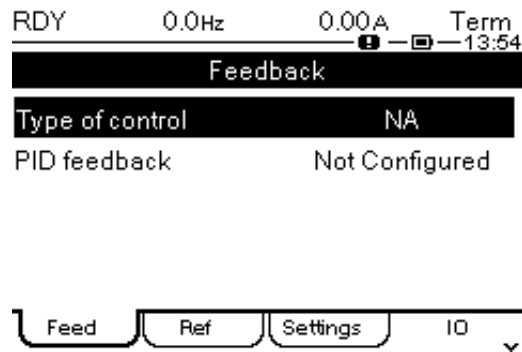 RDY 0.0Hz 0.00A Term
13:54
Feedback
Type of control NA
PID feedback Not Configured
Feed Ref Settings IO